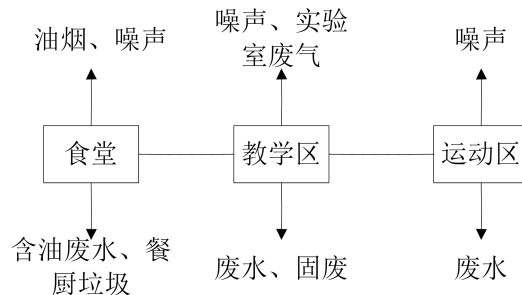 油烟、噪声
噪声、实验
室废气
噪声
食堂
教学区
运动区
含油废水、餐
厨垃圾
废水、固废
废水